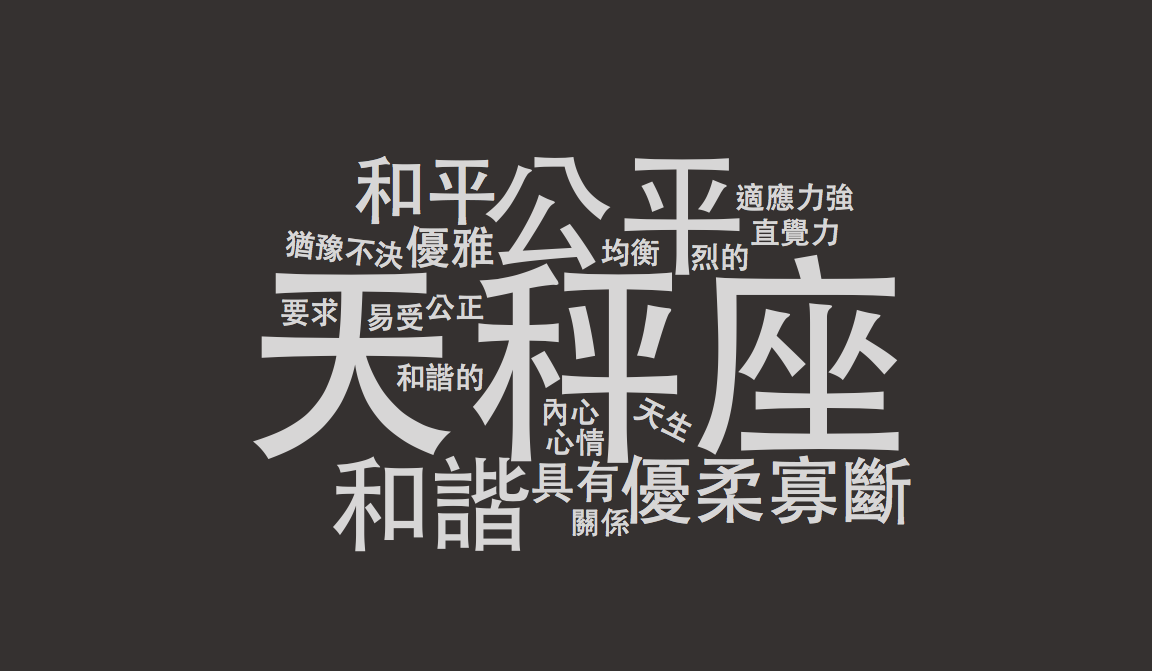 和平
公平
適應力強
直覺力
猶豫不決
優雅
均衡
烈的
天秤座
要求
易受
公正
和諧的
內心
天生
心情
和諧
具有
優柔寡斷
關係